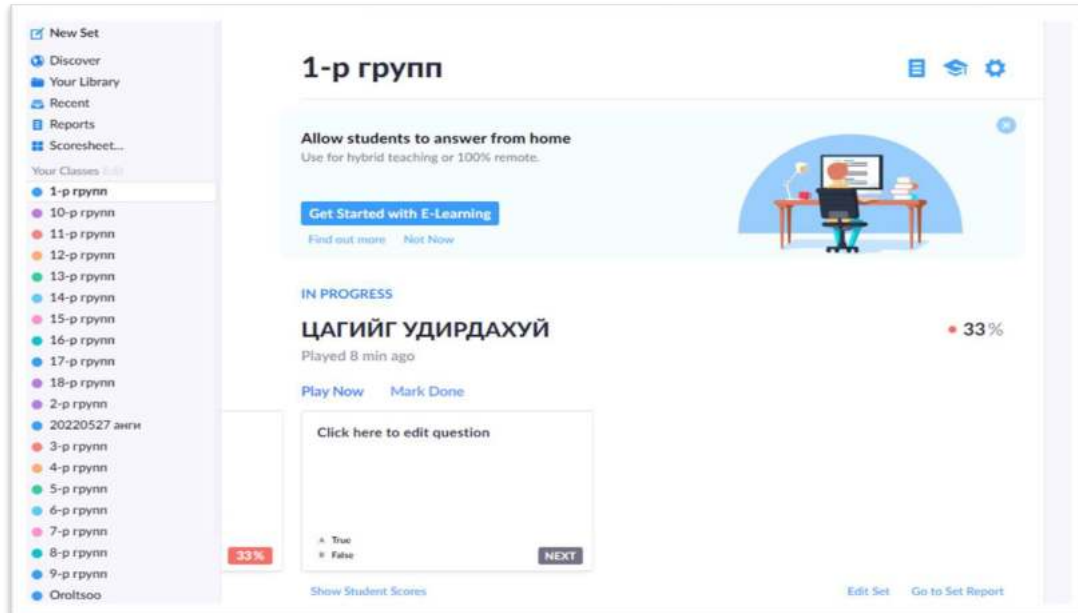 New Set
Discover
Your Library
Recent
Reports
Scoresheet...
Your Classes Edit
1-р групп
10-р групп
11-р групп
12-р групп
13-р групп
14-р групп
15-р групп
16-р групп
17-р групп
18-р групп
2-р групп
20220527 анги
3-р групп
4-р групп
5-р групп
6-р групп
7-р групп
8-р групп
9-р групп
Oroltsoo
1-р групп
Allow students to answer from home
Use for hybrid teaching or 100% remote.
Get Started with E-Learning
Find out more Not Now
IN PROGRESS
ЦАГИЙГ УДИРДАХУЙ
33%
Played 8 min ago
Play Now Mark Done
33%
Click here to edit question
A True
B False
NEXT
Show Student Scores
Edit Set Go to Set Report